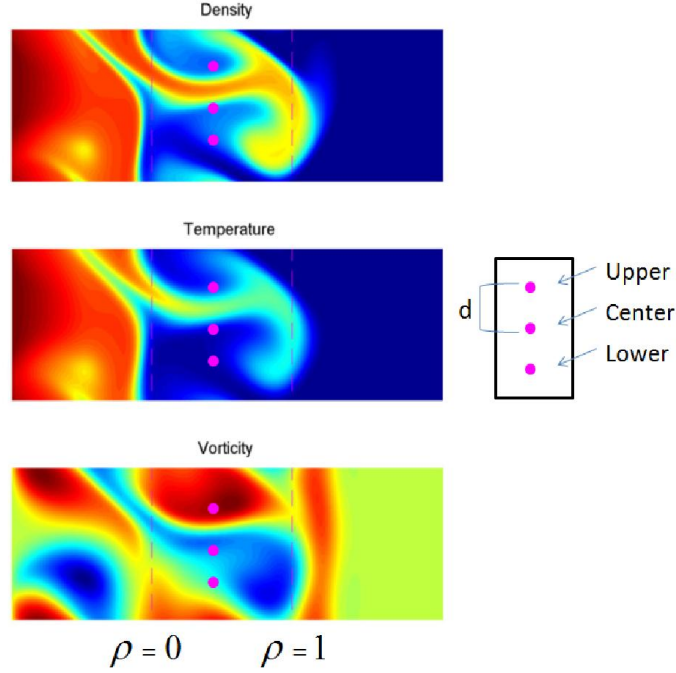 Density
Temperature
Upper
d
Center
Lower
Vorticity
ρ = 0
ρ = 1